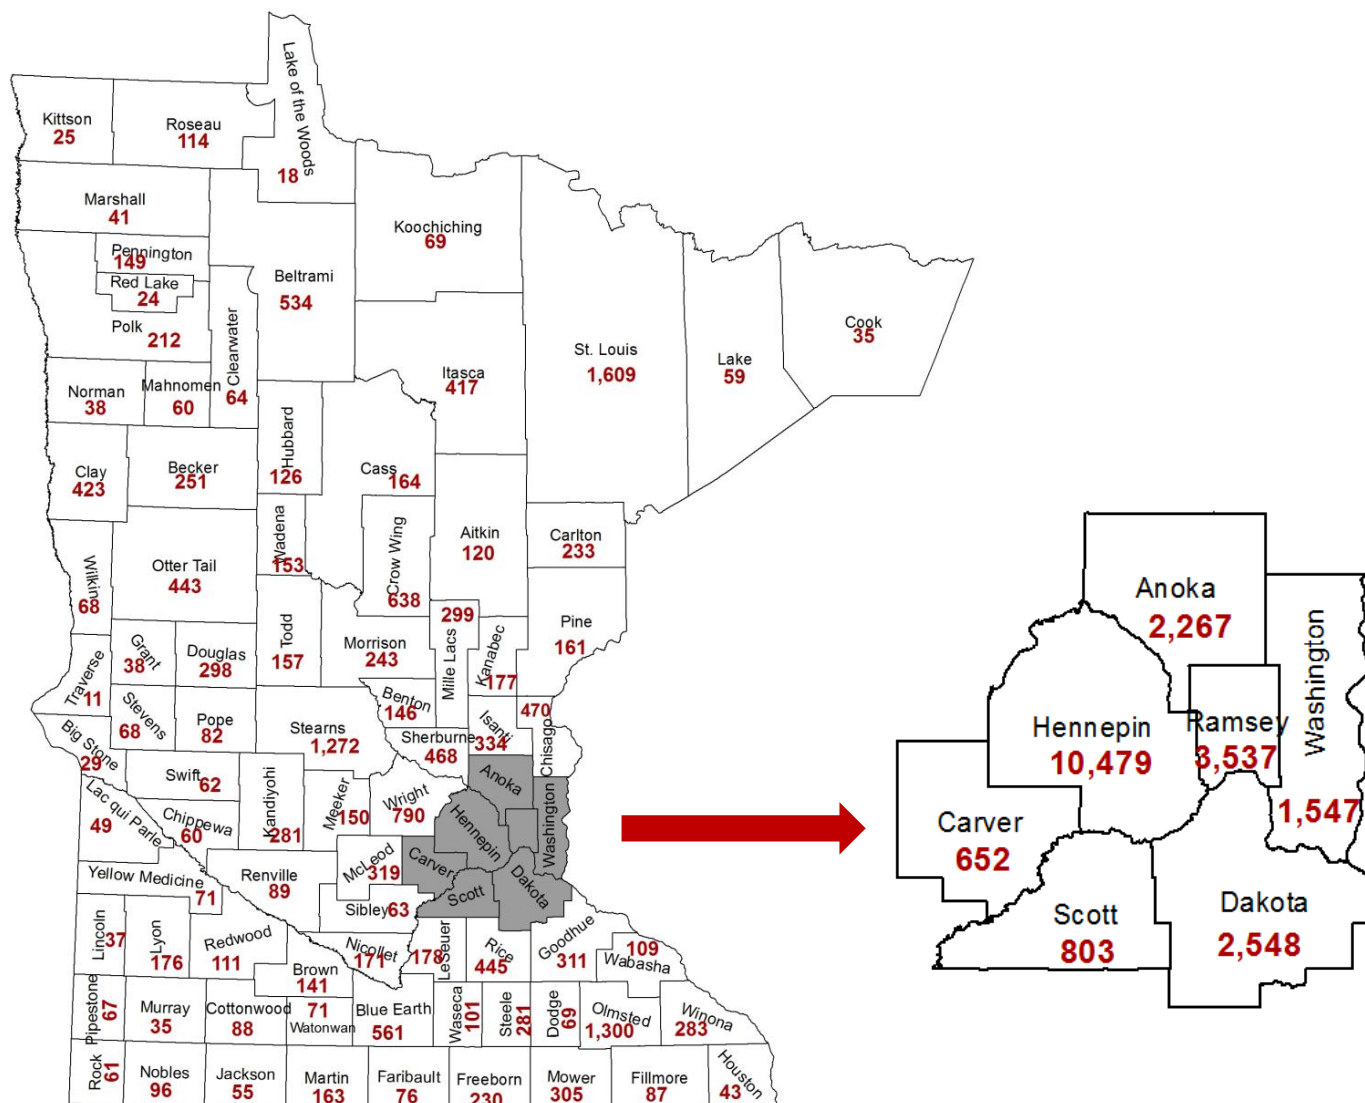 Lake of the Woods
18
Kittson
25
Roseau
114
Marshall
41
Koochiching
69
Pennington
149
Beltrami
534
Red Lake
24
Polk
212
Clearwater
64
Cook
35
St. Louis
1,609
Lake
59
Itasca
417
Norman
38
Mahnomen
60
Hubbard
126
Cass
164
Clay
423
Becker
251
Wadena
153
Crow Wing
638
Aitkin
120
Carlton
233
Otter Tail
443
Wilkin
68
Mille Lacs
299
Pine
161
Todd
157
Morrison
243
Kanabec
177
Grant
38
Douglas
298
Traverse
11
Stevens
68
Pope
82
Stearns
1,272
Benton
146
Isanti
334
Chisago
470
Sherburne
468
Big Stone
29
Swift
62
Kandiyohi
281
Meeker
150
Wright
790
Anoka
Hennepin
Washington
Lac qui Parle
49
Chippewa
60
McLeod
319
Carver
Scott
Dakota
Yellow Medicine
71
Renville
89
Sibley
63
Lincoln
37
Lyon
176
Redwood
111
Nicollet
171
LeSeuer
178
Rice
445
Goodhue
311
109
Wabasha
Brown
141
Pipestone
67
Murray
35
Cottonwood
88
71
Watonwan
Blue Earth
561
Waseca
101
Steele
281
Dodge
69
Olmsted
1,300
Winona
283
Rock
61
Nobles
96
Jackson
55
Martin
163
Faribault
76
Freeborn
230
Mower
305
Fillmore
87
Houston
43
Anoka
2,267
Washington
1,547
Hennepin
10,479
Ramsey
3,537
Carver
652
Scott
803
Dakota
2,548